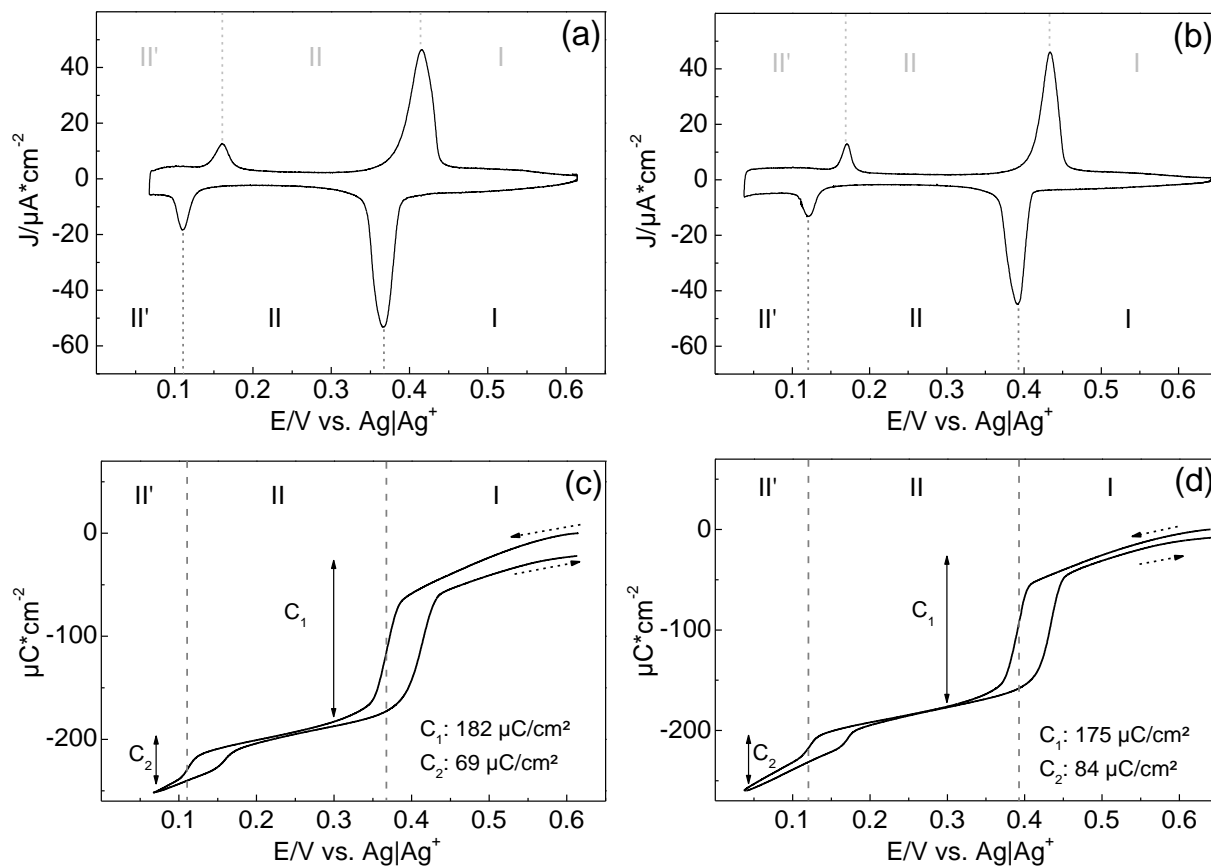 (a)
II' II I
40
20
0
-20
-40
-60
J/µA*cm⁻²
II' II I
0.1 0.2 0.3 0.4 0.5 0.6
E/V vs. Ag|Ag⁺
(b)
II' II I
40
20
0
-20
-40
-60
J/µA*cm⁻²
II' II I
0.1 0.2 0.3 0.4 0.5 0.6
E/V vs. Ag|Ag⁺
II' II I (c)
0
-100
-200
µC*cm⁻²
C₁
C₂
C₁: 182 µC/cm²
C₂: 69 µC/cm²
0.1 0.2 0.3 0.4 0.5 0.6
E/V vs. Ag|Ag⁺
II' II I (d)
0
-100
-200
µC*cm⁻²
C₁
C₂
C₁: 175 µC/cm²
C₂: 84 µC/cm²
0.1 0.2 0.3 0.4 0.5 0.6
E/V vs. Ag|Ag⁺